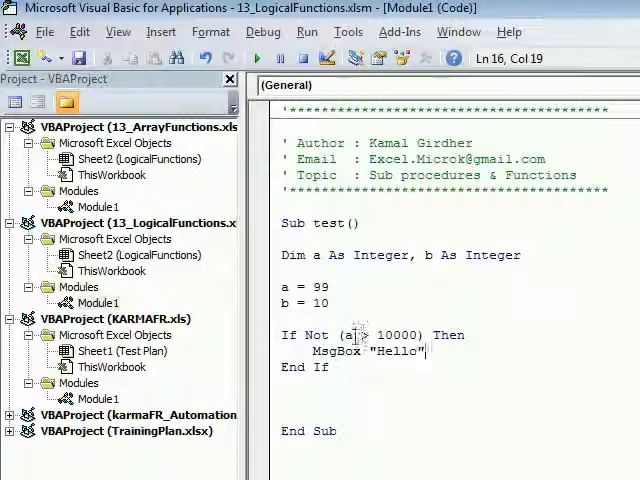 Microsoft Visual Basic for Applications - 13_LogicalFunctions.xlsm - [Module1 (Code)]
File Edit View Insert Format Debug Run Tools Add-Ins Window Help
Ln 16, Col 19
Project - VBAProject
(General)
VBAProject (13_ArrayFunctions.xls
Microsoft Excel Objects
Sheet2 (LogicalFunctions)
ThisWorkbook
Modules
Module1
VBAProject (13_LogicalFunctions.x
Microsoft Excel Objects
Sheet2 (LogicalFunctions)
ThisWorkbook
Modules
Module1
VBAProject (KARMAFR.xls)
Microsoft Excel Objects
Sheet1 (Test Plan)
ThisWorkbook
Modules
Module1
VBAProject (karmaFR_Automation
VBAProject (TrainingPlan.xlsx)
'*****************************************
' Author : Kamal Girdher
' Email : Excel.Microk@gmail.com
' Topic : Sub procedures & Functions
'*****************************************
Sub test()
Dim a As Integer, b As Integer
a = 99
b = 10
If Not (a > 10000) Then
MsgBox "Hello"
End If
End Sub